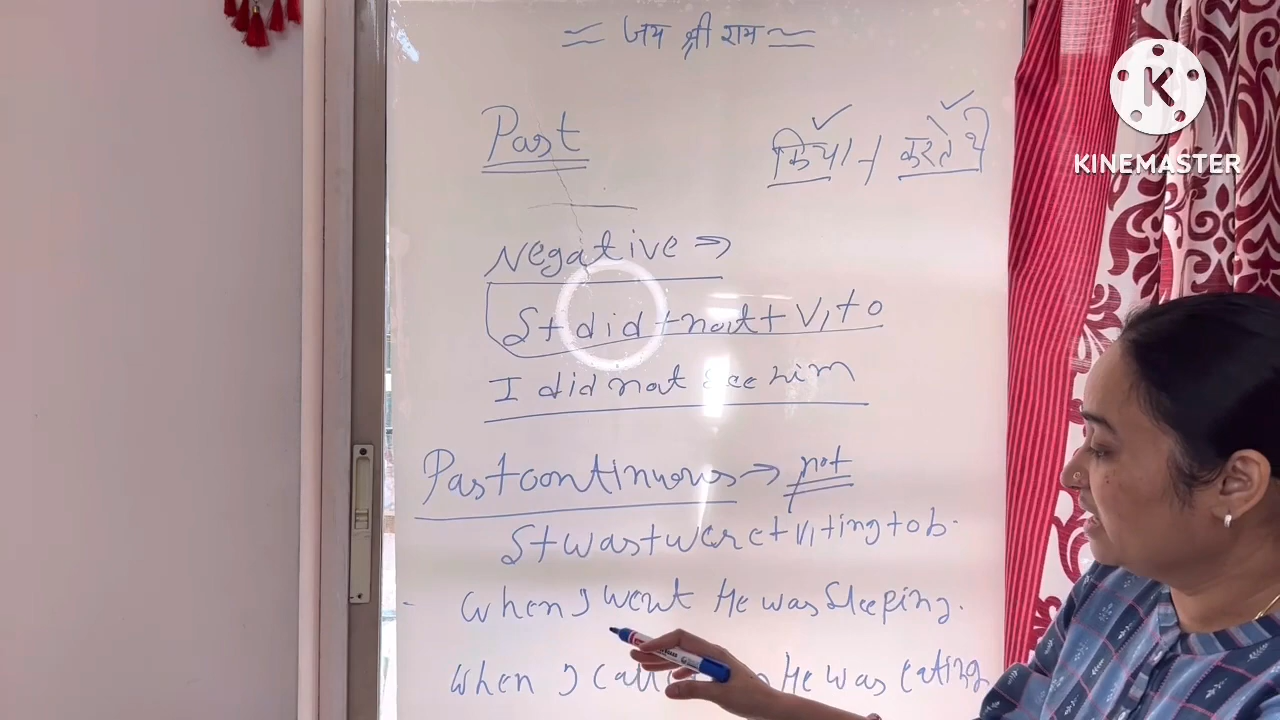 जय श्री राम
Past
किया / करते थे
Negative ⇒
S + did + not + V1 + o
I did not see him
Past continuous → not
S + was + were + V1 + ing + ob.
When I went He was Sleeping.
When I He was eating
K
KINEMASTER